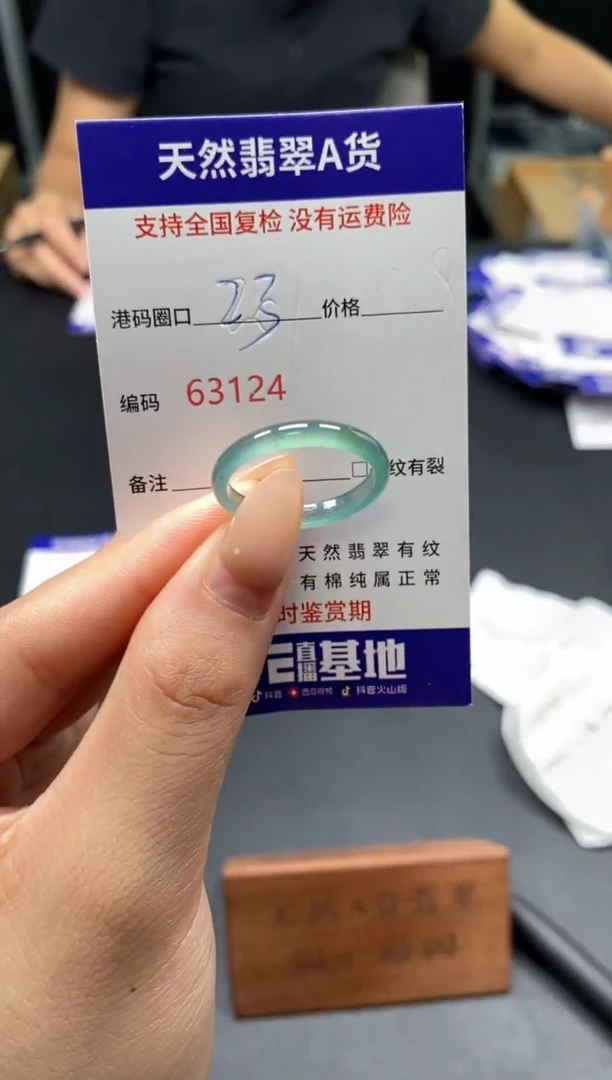 天然翡翠A货
支持全国复检 没有运费险
港码圈口 23 价格
编码 63124
备注 □ 纹有裂
天然翡翠有纹
有棉纯属正常
时鉴赏期
直播基地
抖音 西瓜视频 抖音火山版